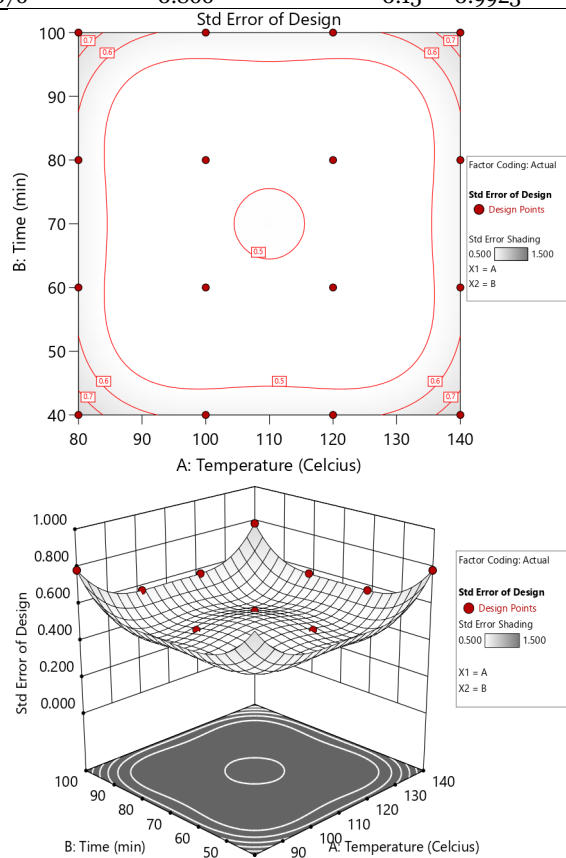 Std Error of Design
100
90
80
70
60
50
40
B: Time (min)
0.7
0.6
0.6
0.7
0.5
0.6
0.7
0.5
0.6
0.7
80
90
100
110
120
130
140
A: Temperature (Celcius)
Factor Coding: Actual
Std Error of Design
Design Points
Std Error Shading
0.500 1.500
X1 = A
X2 = B
1.000
0.800
0.600
0.400
0.200
0.000
Std Error of Design
100
90
80
70
60
50
B: Time (min)
140
130
120
110
100
90
A: Temperature (Celcius)
Factor Coding: Actual
Std Error of Design
Design Points
Std Error Shading
0.500 1.500
X1 = A
X2 = B